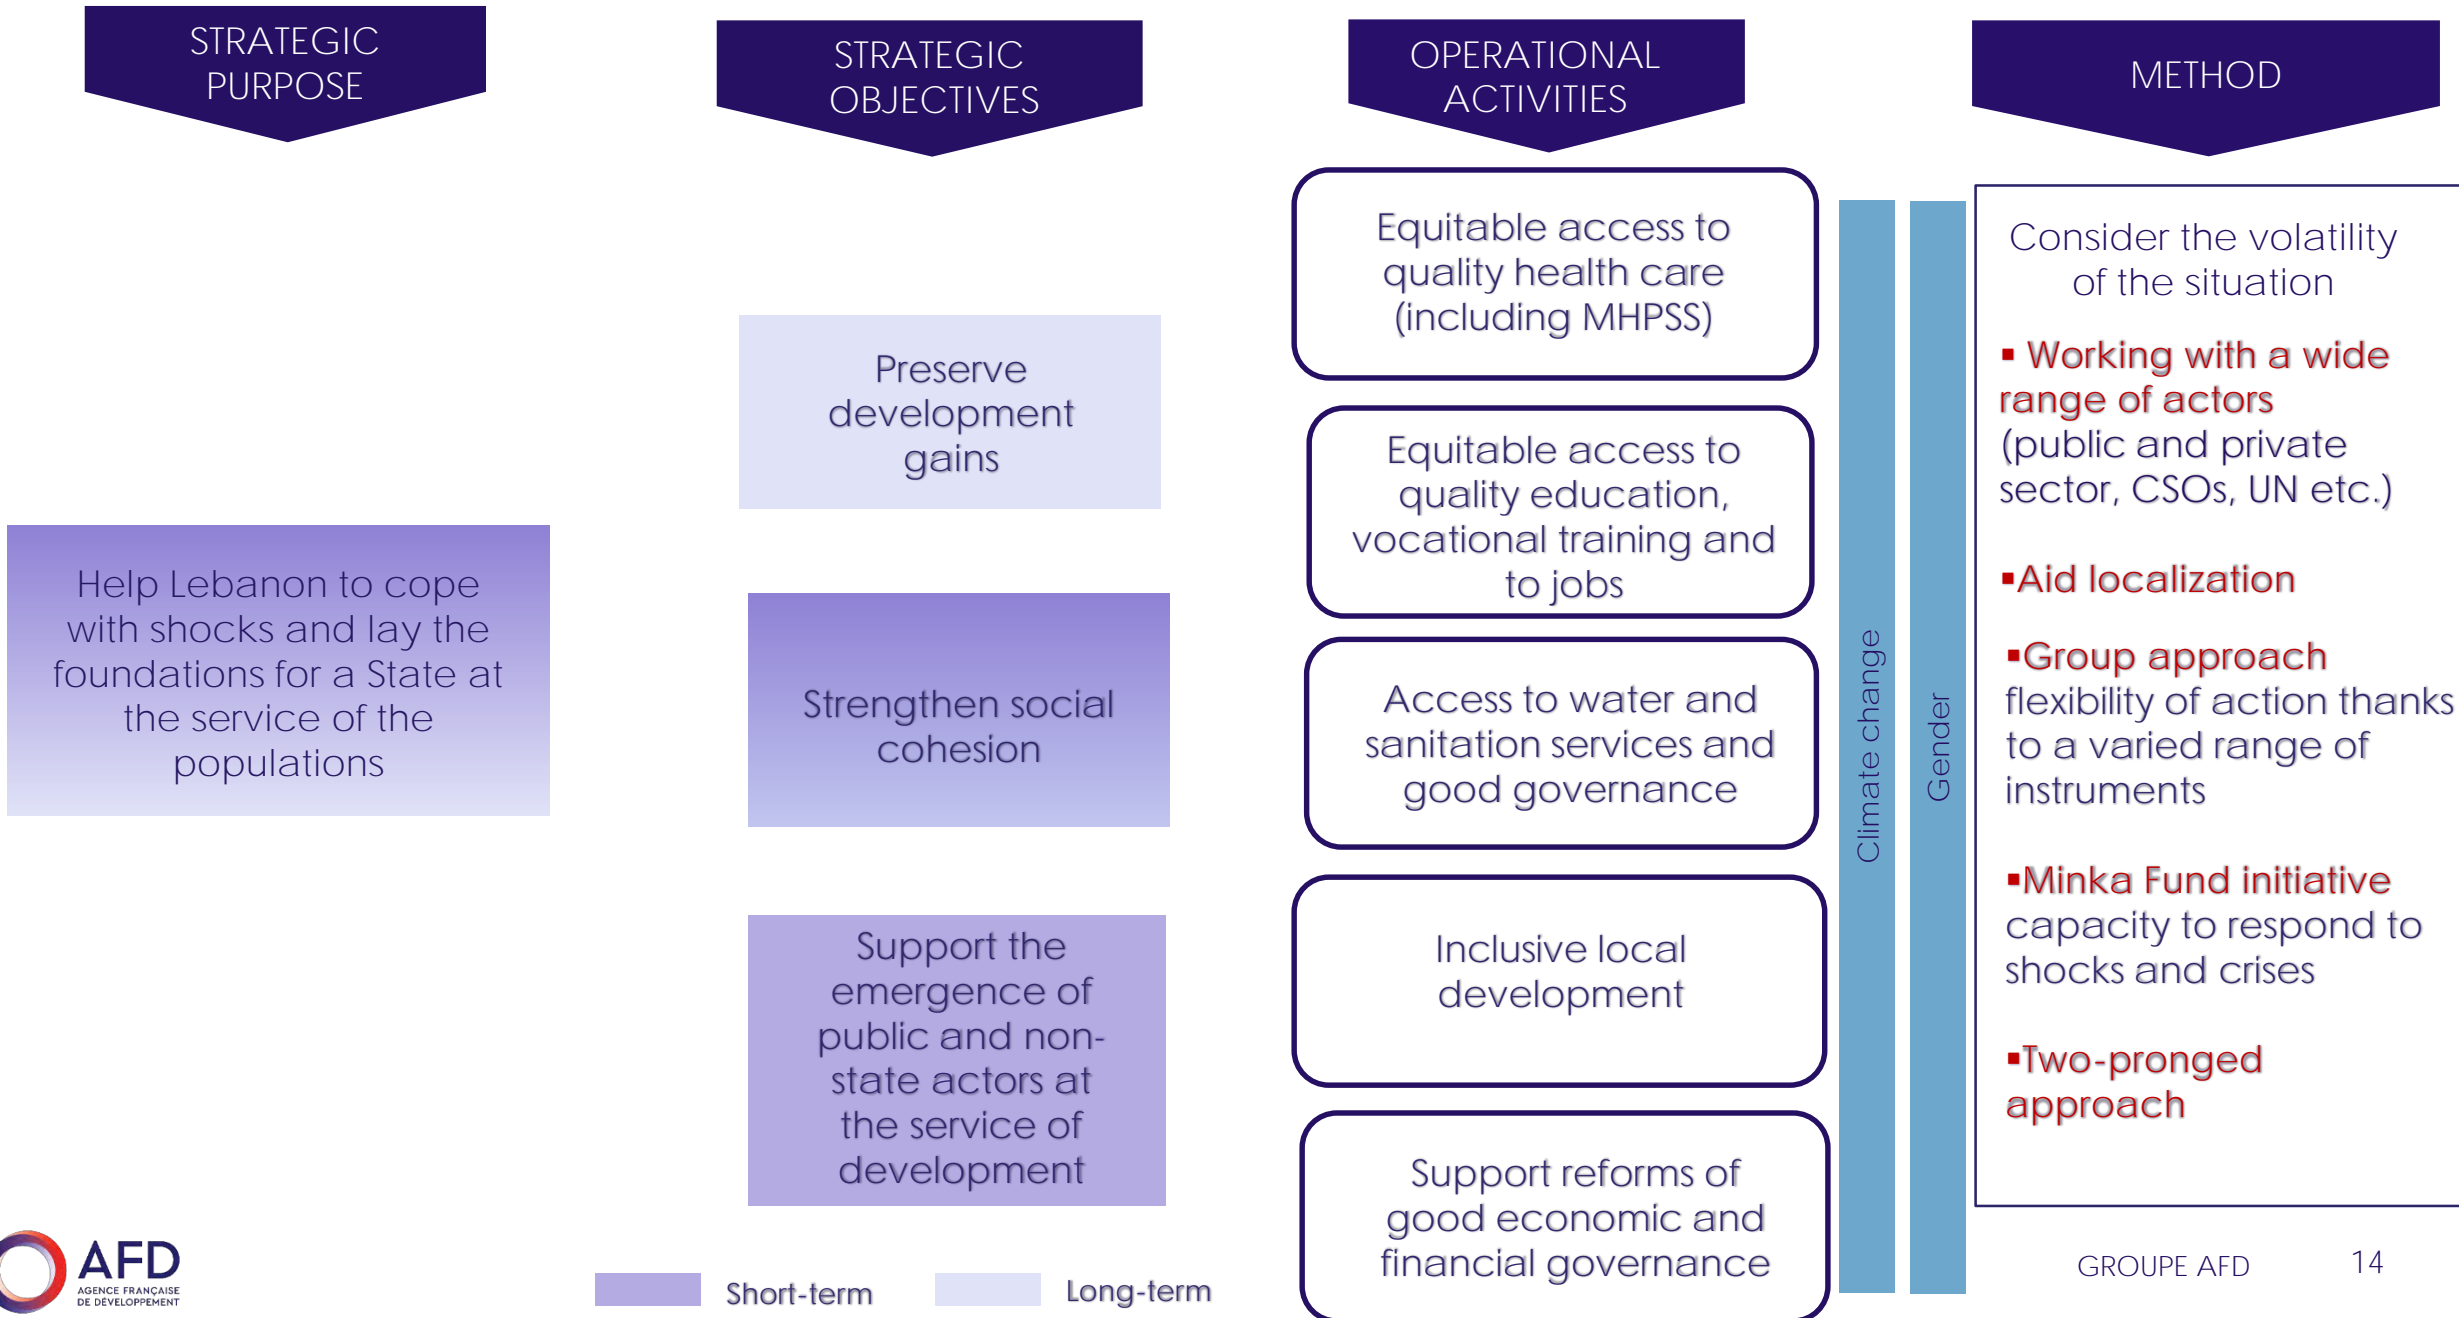 STRATEGIC
PURPOSE
Help Lebanon to cope
with shocks and lay the
foundations for a State at
the service of the
populations
STRATEGIC
OBJECTIVES
Preserve
development
gains
Strengthen social
cohesion
Support the
emergence of
public and non-
state actors at
the service of
development
OPERATIONAL
ACTIVITIES
Equitable access to
quality health care
(including MHPSS)
Equitable access to
quality education,
vocational training and
to jobs
Access to water and
sanitation services and
good governance
Inclusive local
development
Support reforms of
good economic and
financial governance
Climate change
Gender
METHOD
Consider the volatility
of the situation
▪ Working with a wide
range of actors
(public and private
sector, CSOs, UN etc.)
▪Aid localization
▪Group approach
flexibility of action thanks
to a varied range of
instruments
▪Minka Fund initiative
capacity to respond to
shocks and crises
▪Two-pronged
approach
AFD
AGENCE FRANÇAISE
DE DÉVELOPPEMENT
Short-term
Long-term
GROUPE AFD
14